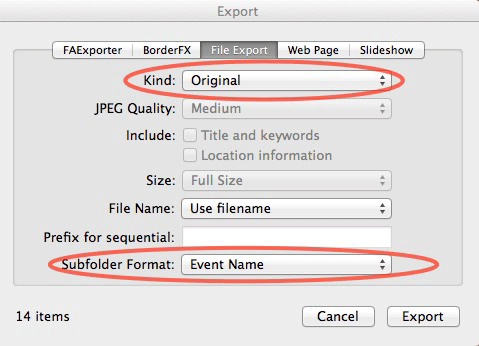 Export
FAExporter BorderFX File Export Web Page Slideshow
Kind: Original
JPEG Quality: Medium
Include: Title and keywords
Location information
Size: Full Size
File Name: Use filename
Prefix for sequential:
Subfolder Format: Event Name
14 items Cancel Export